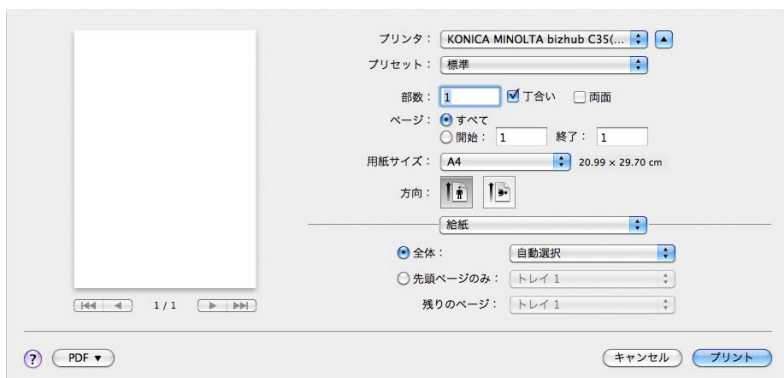 プリンタ： KONICA MINOLTA bizhub C35(...
プリセット： 標準
部数： 1 丁合い 両面
ページ： すべて
開始： 1 終了： 1
用紙サイズ： A4 20.99 × 29.70 cm
方向：
給紙
全体： 自動選択
先頭ページのみ： トレイ 1
残りのページ： トレイ 1
1 / 1
? PDF ▼ キャンセル プリント